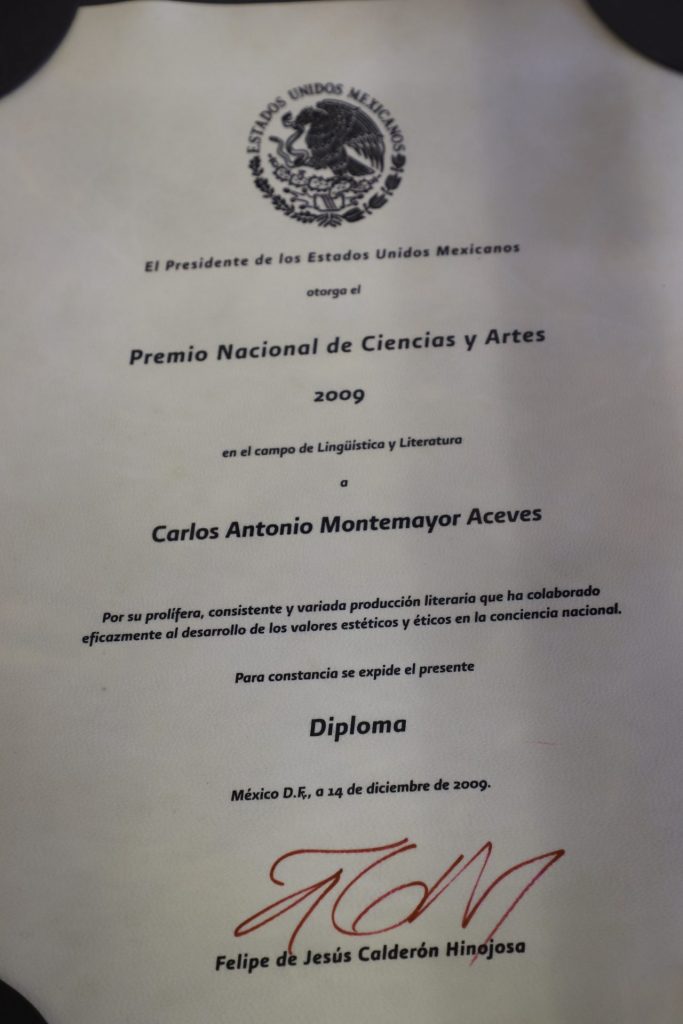 ESTADOS UNIDOS MEXICANOS
El Presidente de los Estados Unidos Mexicanos
otorga el
Premio Nacional de Ciencias y Artes
2009
en el campo de Lingüística y Literatura
a
Carlos Antonio Montemayor Aceves
Por su prolífera, consistente y variada producción literaria que ha colaborado
eficazmente al desarrollo de los valores estéticos y éticos en la conciencia nacional.
Para constancia se expide el presente
Diploma
México D.F., a 14 de diciembre de 2009.
Felipe de Jesús Calderón Hinojosa